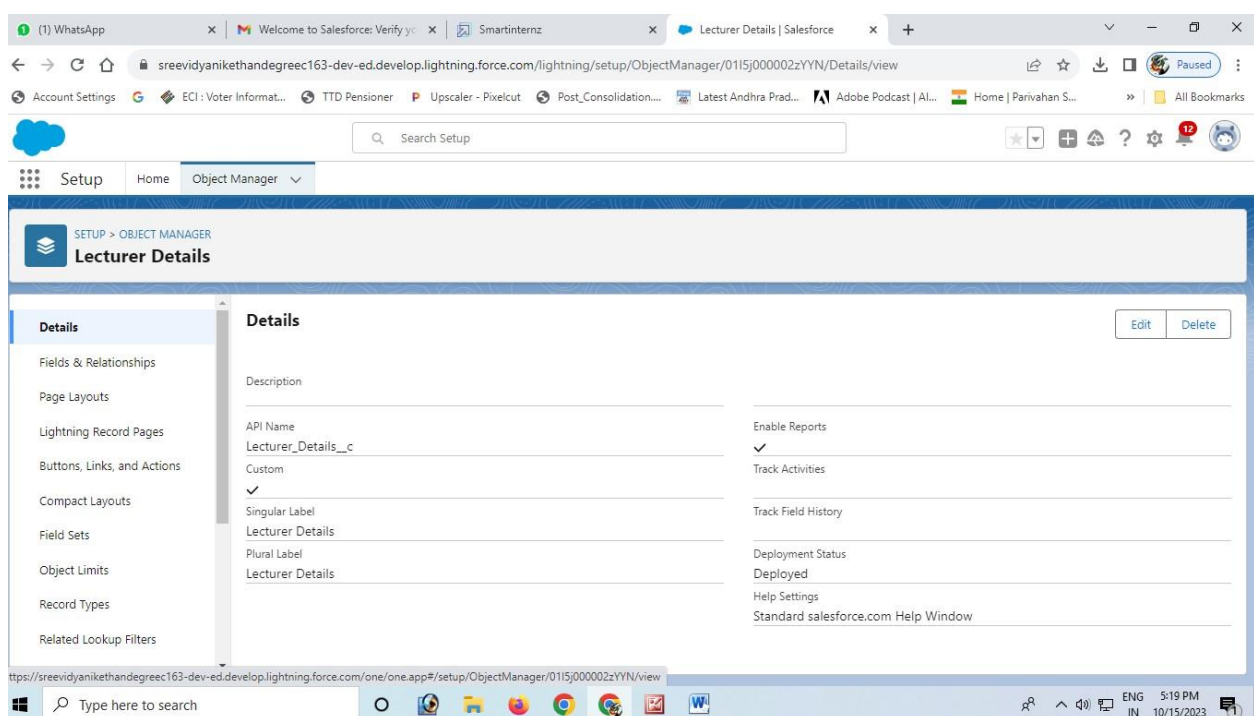 (1) WhatsApp
Welcome to Salesforce: Verify yo
Smartinternz
Lecturer Details | Salesforce
sreevidyanikethandegreec163-dev-ed.develop.lightning.force.com/lightning/setup/ObjectManager/01I5j000002zYYN/Details/view
Paused
Account Settings
ECI : Voter Informat...
TTD Pensioner
Upscaler - Pixelcut
Post_Consolidation....
Latest Andhra Prad...
Adobe Podcast | Al...
Home | Parivahan S...
»
All Bookmarks
Search Setup
12
Setup
Home
Object Manager
SETUP > OBJECT MANAGER
Lecturer Details
Details
Fields & Relationships
Page Layouts
Lightning Record Pages
Buttons, Links, and Actions
Compact Layouts
Field Sets
Object Limits
Record Types
Related Lookup Filters
Details
Edit
Delete
Description
API Name
Lecturer_Details__c
Custom
Singular Label
Lecturer Details
Plural Label
Lecturer Details
Enable Reports
Track Activities
Track Field History
Deployment Status
Deployed
Help Settings
Standard salesforce.com Help Window
ttps://sreevidyanikethandegreec163-dev-ed.develop.lightning.force.com/one/one.app#/setup/ObjectManager/01I5j000002zYYN/view
Type here to search
ENG
IN
5:19 PM
10/15/2023